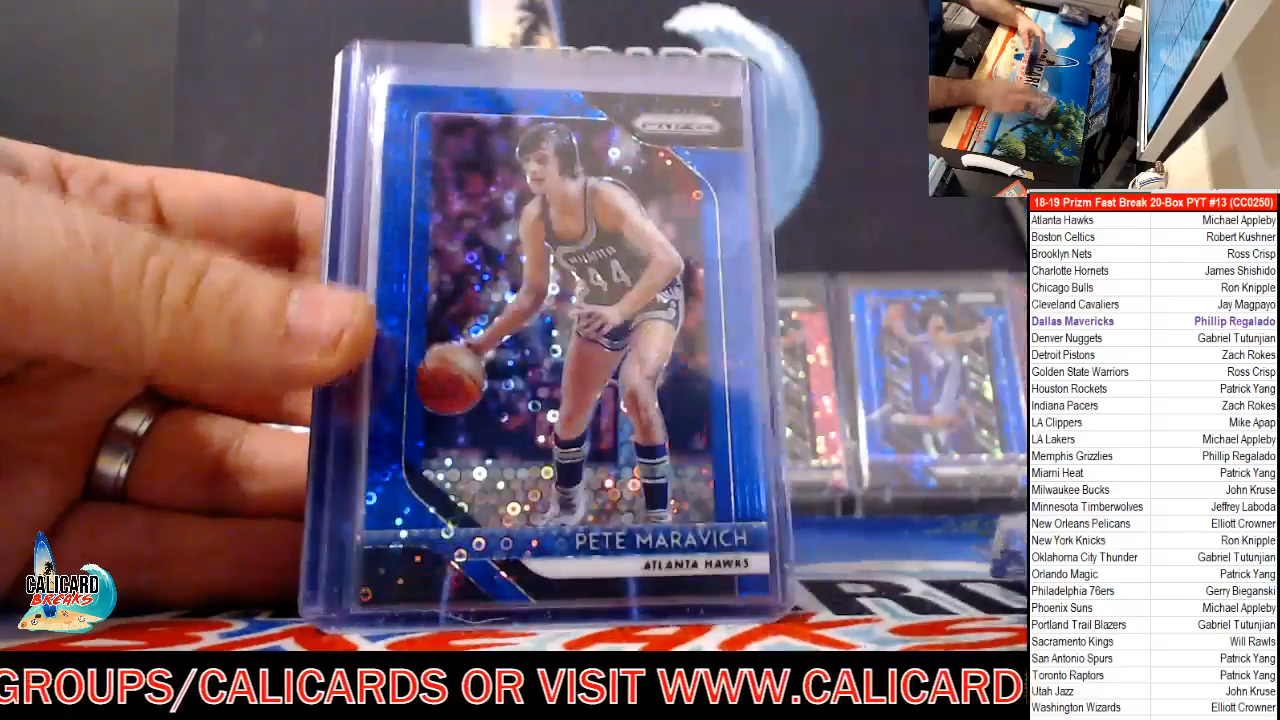 PRIZM
ATLANTA
44
PETE MARAVICH
ATLANTA HAWKS
CALICARD
BREAKS
GROUPS/CALICARDS OR VISIT WWW.CALICARD
18-19 Prizm Fast Break 20-Box PYT #13 (CC0250)
Atlanta Hawks Michael Appleby
Boston Celtics Robert Kushner
Brooklyn Nets Ross Crisp
Charlotte Hornets James Shishido
Chicago Bulls Ron Knipple
Cleveland Cavaliers Jay Magpayo
Dallas Mavericks Phillip Regalado
Denver Nuggets Gabriel Tutunjian
Detroit Pistons Zach Rokes
Golden State Warriors Ross Crisp
Houston Rockets Patrick Yang
Indiana Pacers Zach Rokes
LA Clippers Mike Apap
LA Lakers Michael Appleby
Memphis Grizzlies Phillip Regalado
Miami Heat Patrick Yang
Milwaukee Bucks John Kruse
Minnesota Timberwolves Jeffrey Laboda
New Orleans Pelicans Elliott Crowner
New York Knicks Ron Knipple
Oklahoma City Thunder Gabriel Tutunjian
Orlando Magic Patrick Yang
Philadelphia 76ers Gerry Bieganski
Phoenix Suns Michael Appleby
Portland Trail Blazers Gabriel Tutunjian
Sacramento Kings Will Rawls
San Antonio Spurs Patrick Yang
Toronto Raptors Patrick Yang
Utah Jazz John Kruse
Washington Wizards Elliott Crowner